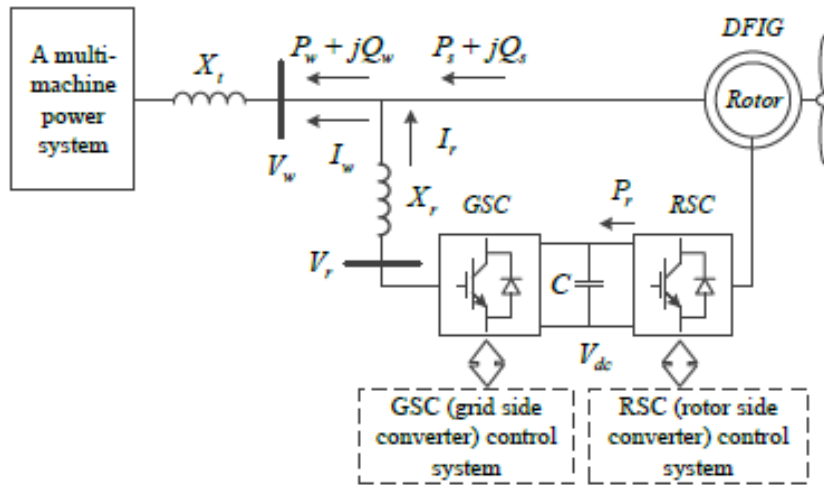 DFIG
A multi-
machine
power
system
X_t
P_w + jQ_w
P_s + jQ_s
Rotor
V_w
I_w
I_r
X_r
GSC
P_r
RSC
V_r
C
V_dc
GSC (grid side
converter) control
system
RSC (rotor side
converter) control
system